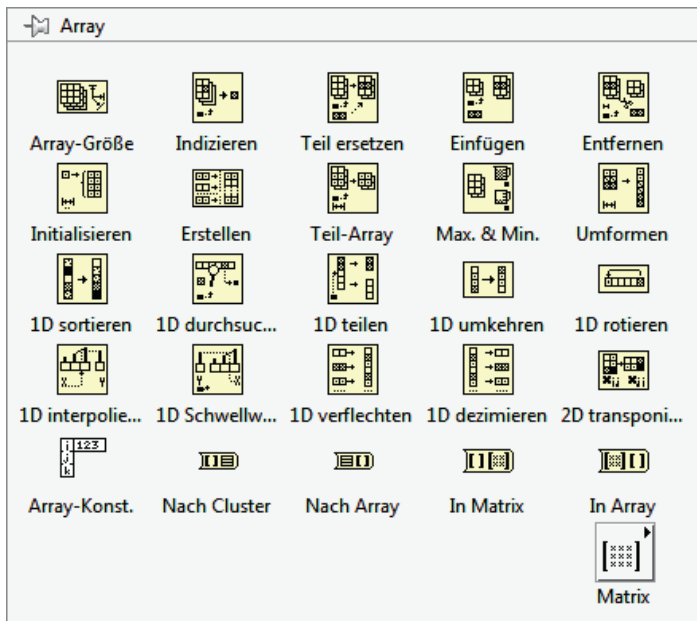 Array
Array-Größe Indizieren Teil ersetzen Einfügen Entfernen
Initialisieren Erstellen Teil-Array Max. & Min. Umformen
1D sortieren 1D durchsuc... 1D teilen 1D umkehren 1D rotieren
1D interpolie... 1D Schwellw... 1D verflechten 1D dezimieren 2D transponi...
i 123
j
k
Array-Konst. Nach Cluster Nach Array In Matrix In Array
Matrix